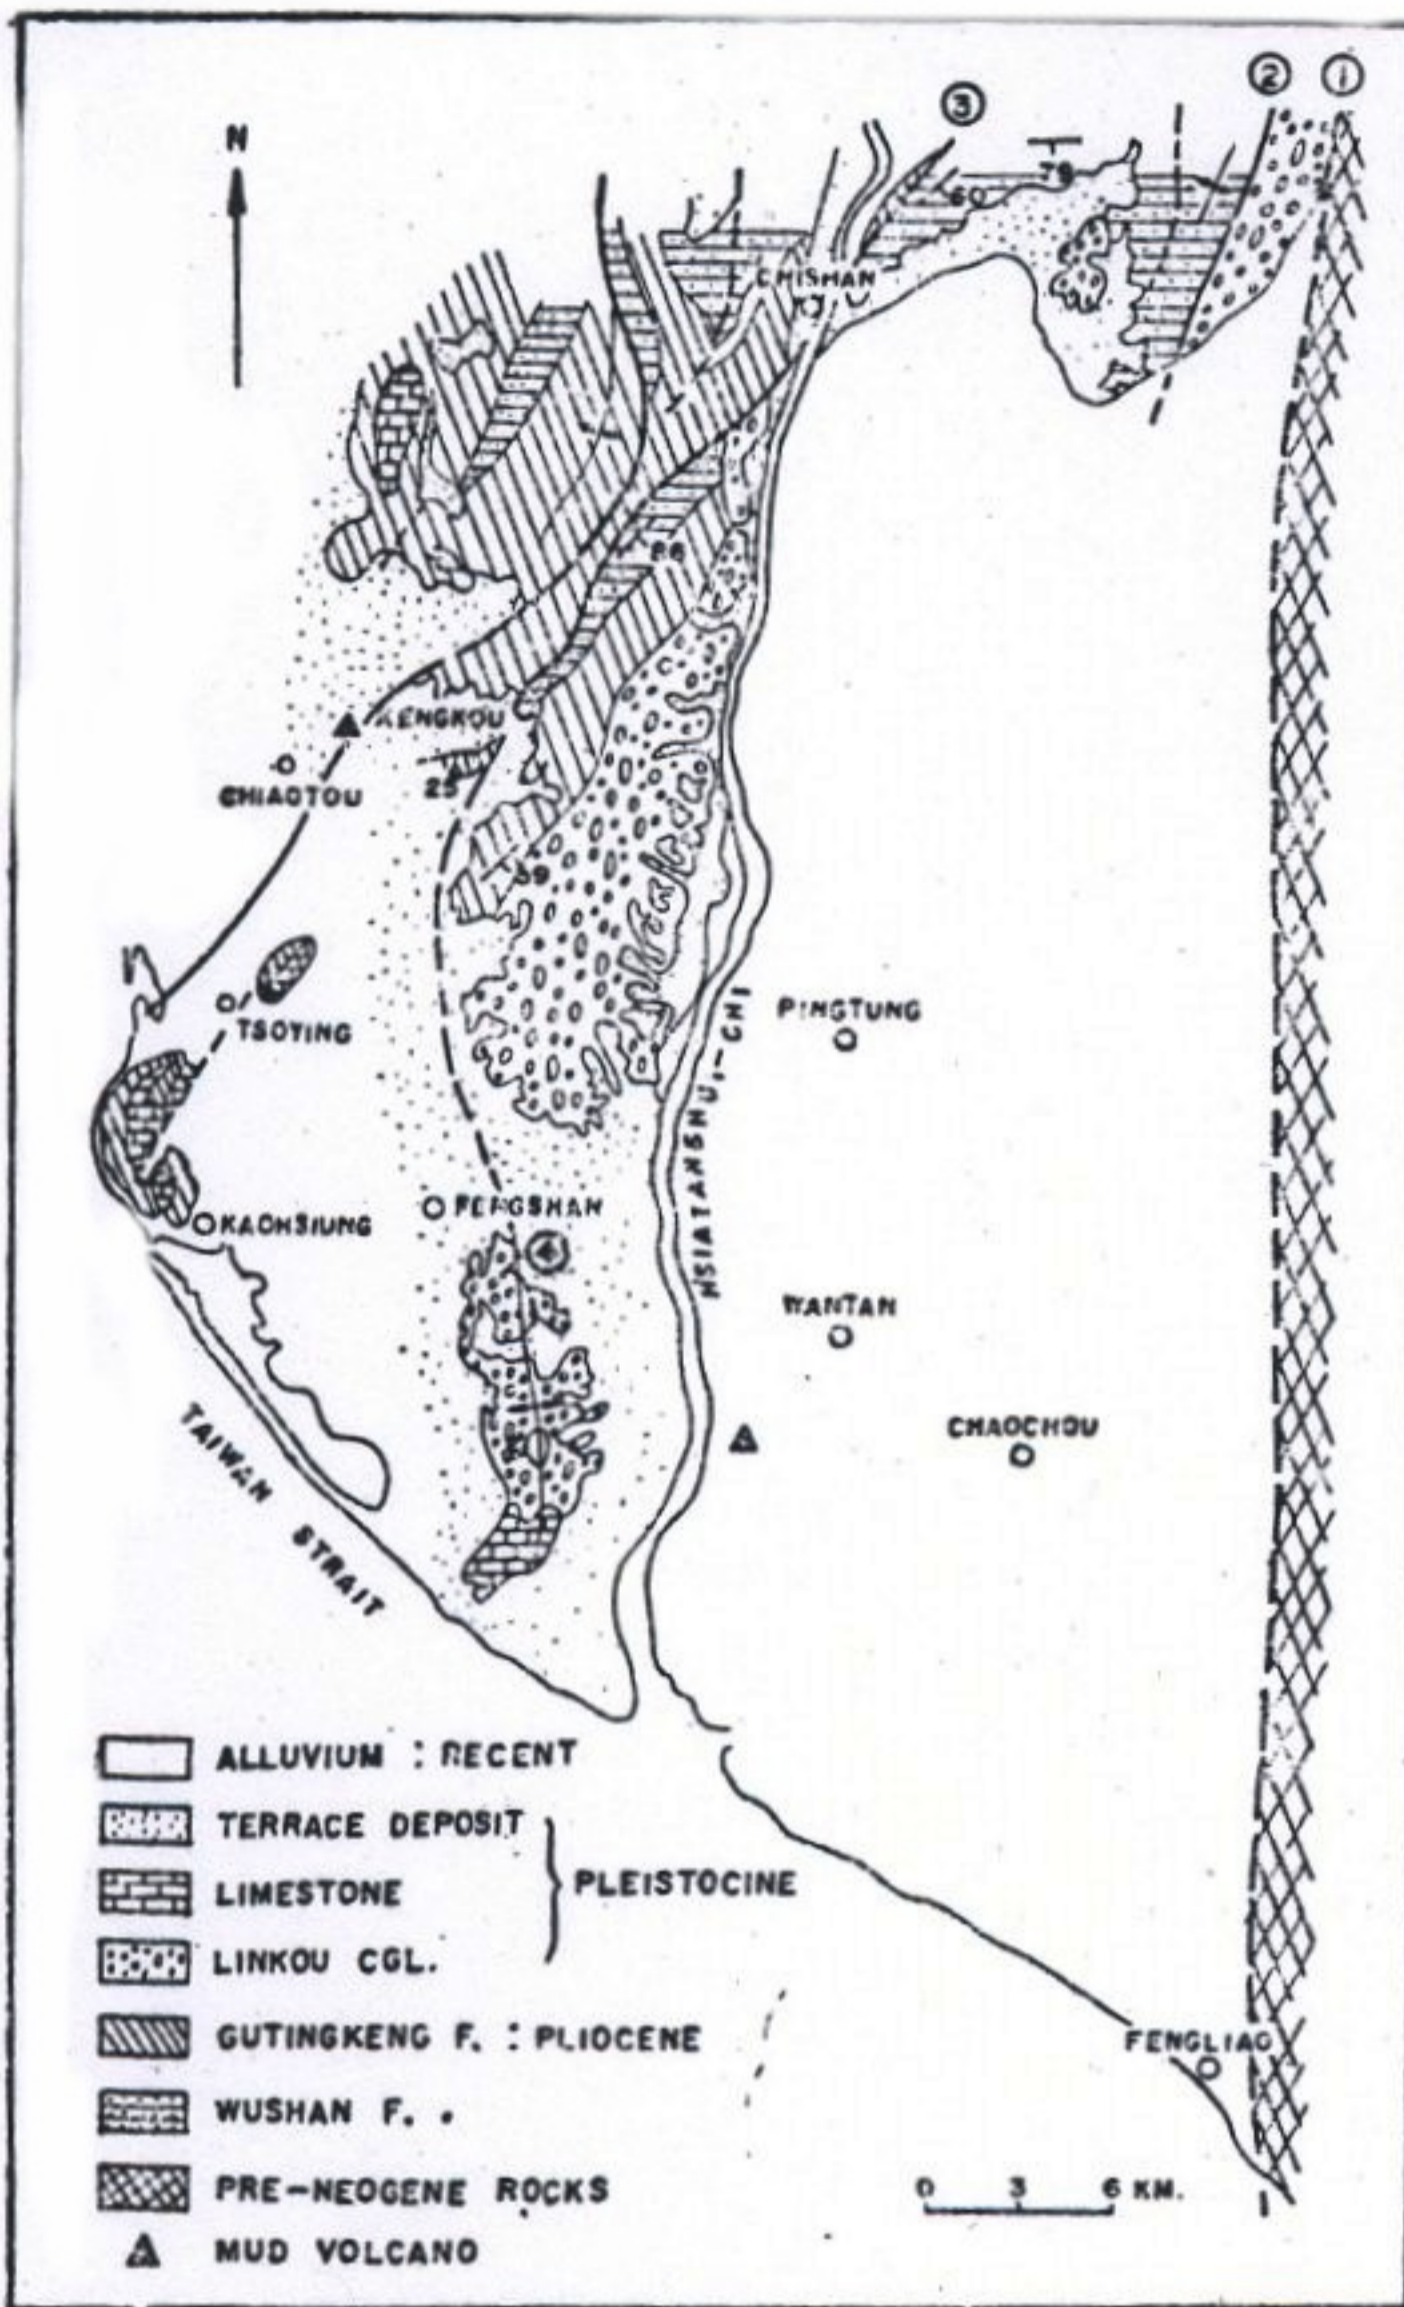 N
③
②
①
79
60
CHISHAN
86
KENGKOU
25
CHIAOTOU
59
TSOYING
PINGTUNG
HSIATANSHUI-CHI
FENGSHAN
④
KAOHSIUNG
WANTAN
CHAOCHOU
TAIWAN STRAIT
ALLUVIUM : RECENT
TERRACE DEPOSIT
LIMESTONE
PLEISTOCINE
LINKOU CGL.
GUTINGKENG F. : PLIOCENE
WUSHAN F.
PRE-NEOGENE ROCKS
MUD VOLCANO
FENGLIAO
0 3 6 KM.